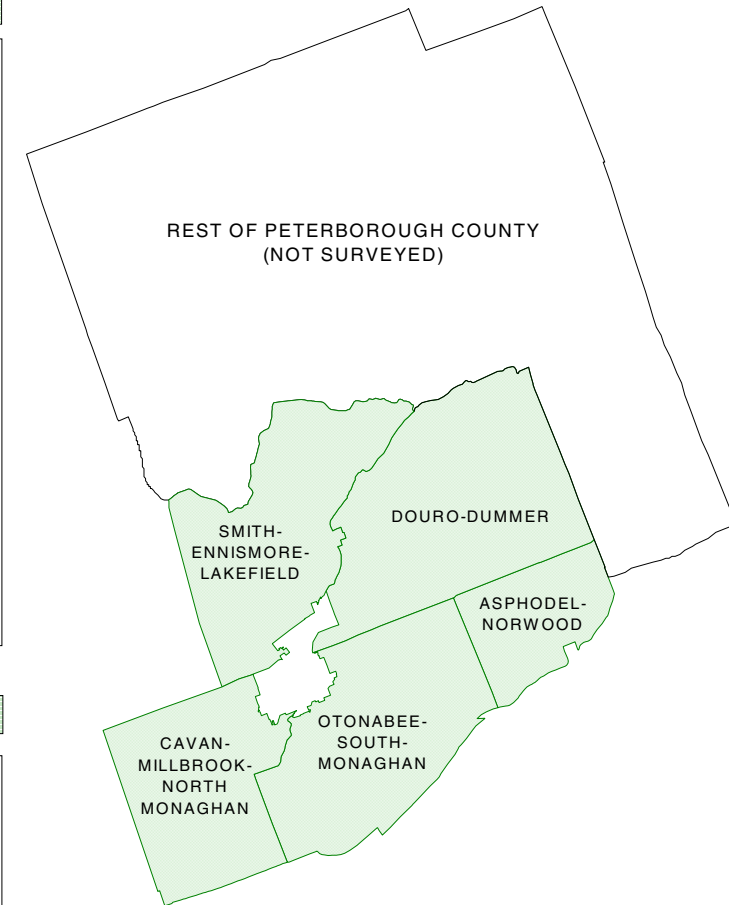 REST OF PETERBOROUGH COUNTY
(NOT SURVEYED)
DOURO-DUMMER
SMITH-
ENNISMORE-
LAKEFIELD
ASPHODEL-
NORWOOD
OTONABEE-
SOUTH-
MONAGHAN
CAVAN-
MILLBROOK-
NORTH
MONAGHAN